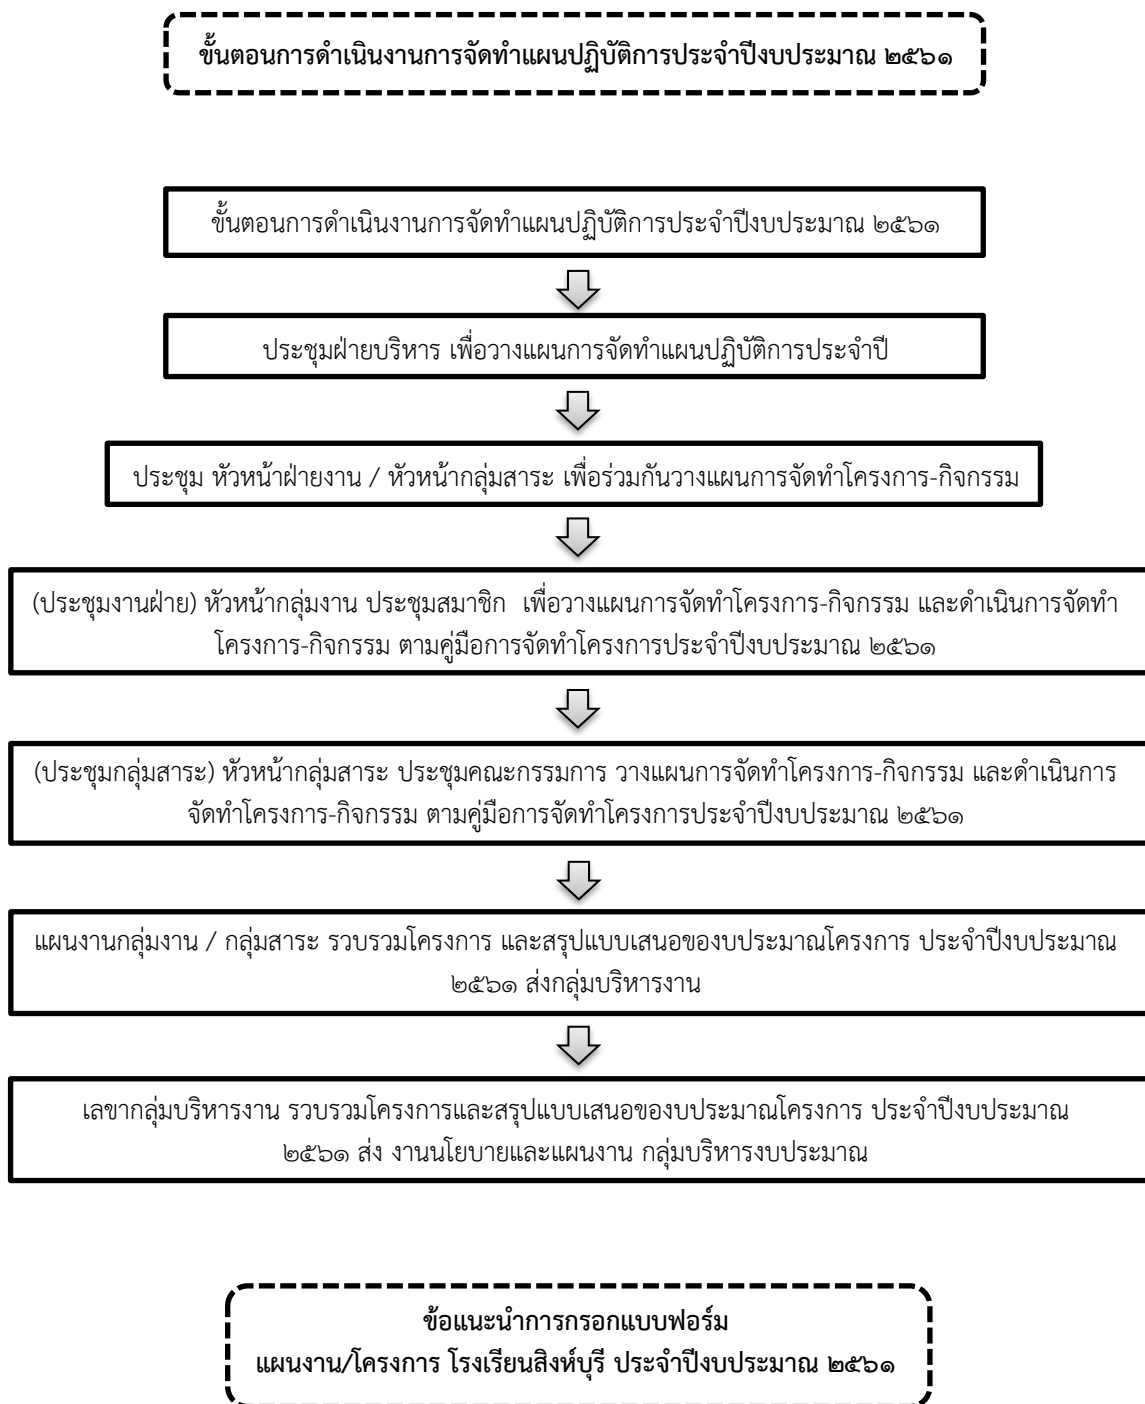 ขั้นตอนการดำเนินงานการจัดทำแผนปฏิบัติการประจำปีงบประมาณ ๒๕๖๑
ขั้นตอนการดำเนินงานการจัดทำแผนปฏิบัติการประจำปีงบประมาณ ๒๕๖๑
ประชุมฝ่ายบริหาร เพื่อวางแผนการจัดทำแผนปฏิบัติการประจำปี
ประชุม หัวหน้าฝ่ายงาน / หัวหน้ากลุ่มสาระ เพื่อร่วมกันวางแผนการจัดทำโครงการ-กิจกรรม
(ประชุมงานฝ่าย) หัวหน้ากลุ่มงาน ประชุมสมาชิก เพื่อวางแผนการจัดทำโครงการ-กิจกรรม และดำเนินการจัดทำ
โครงการ-กิจกรรม ตามคู่มือการจัดทำโครงการประจำปีงบประมาณ ๒๕๖๑
(ประชุมกลุ่มสาระ) หัวหน้ากลุ่มสาระ ประชุมคณะกรรมการ วางแผนการจัดทำโครงการ-กิจกรรม และดำเนินการ
จัดทำโครงการ-กิจกรรม ตามคู่มือการจัดทำโครงการประจำปีงบประมาณ ๒๕๖๑
แผนงานกลุ่มงาน / กลุ่มสาระ รวบรวมโครงการ และสรุปแบบเสนอของบประมาณโครงการ ประจำปีงบประมาณ
๒๕๖๑ ส่งกลุ่มบริหารงาน
เลขากลุ่มบริหารงาน รวบรวมโครงการและสรุปแบบเสนอของบประมาณโครงการ ประจำปีงบประมาณ
๒๕๖๑ ส่ง งานนโยบายและแผนงาน กลุ่มบริหารงบประมาณ
ข้อแนะนำการกรอกแบบฟอร์ม
แผนงาน/โครงการ โรงเรียนสิงห์บุรี ประจำปีงบประมาณ ๒๕๖๑